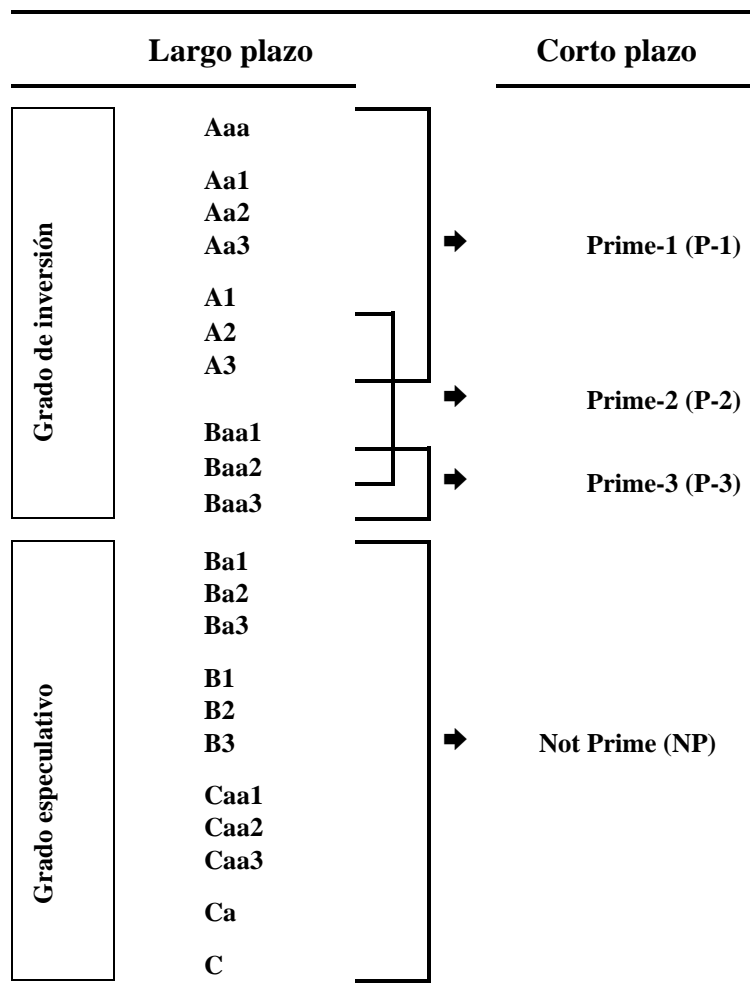 Largo plazo Corto plazo
Grado de inversión
Aaa
Aa1
Aa2
Aa3
Prime-1 (P-1)
A1
A2
A3
Prime-2 (P-2)
Baa1
Baa2
Prime-3 (P-3)
Baa3
Grado especulativo
Ba1
Ba2
Ba3
B1
B2
B3
Not Prime (NP)
Caa1
Caa2
Caa3
Ca
C